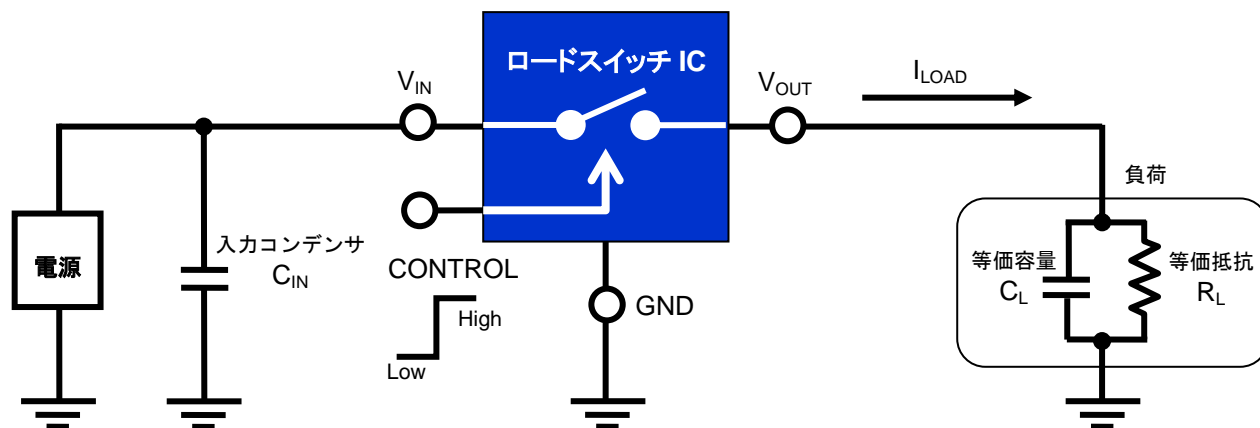 ロードスイッチ IC
VIN
VOUT
ILOAD
負荷
電源
入力コンデンサ
CIN
CONTROL
High
Low
GND
等価容量
CL
等価抵抗
RL